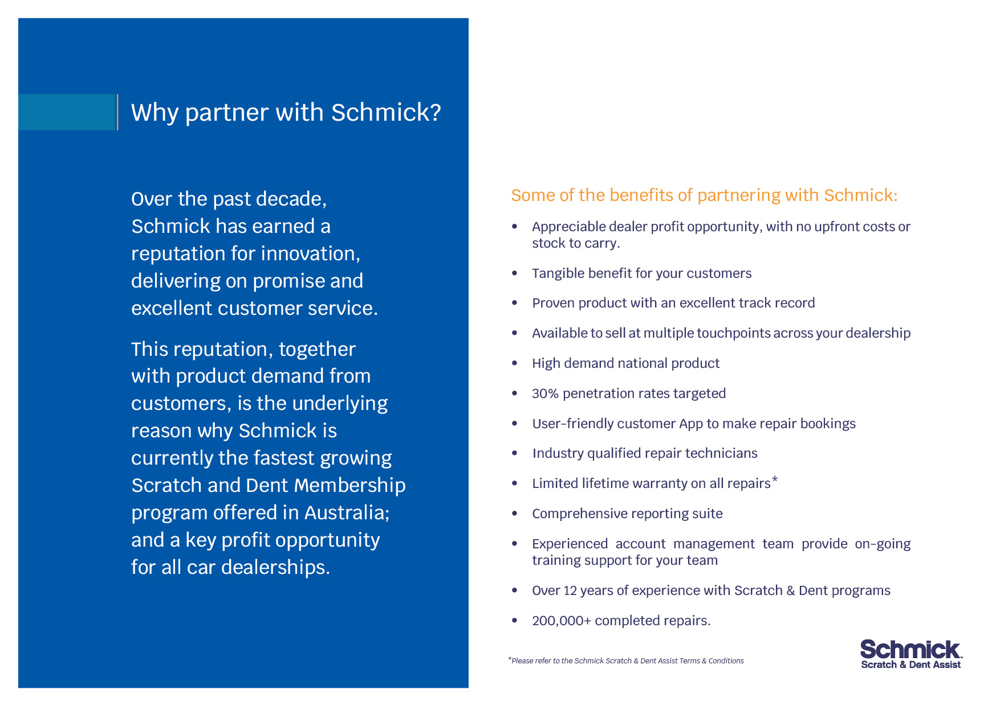 Why partner with Schmick?
Over the past decade,
Schmick has earned a
reputation for innovation,
delivering on promise and
excellent customer service.
This reputation, together
with product demand from
customers, is the underlying
reason why Schmick is
currently the fastest growing
Scratch and Dent Membership
program offered in Australia;
and a key profit opportunity
for all car dealerships.
Some of the benefits of partnering with Schmick:
• Appreciable dealer profit opportunity, with no upfront costs or
stock to carry.
• Tangible benefit for your customers
• Proven product with an excellent track record
• Available to sell at multiple touchpoints across your dealership
• High demand national product
• 30% penetration rates targeted
• User-friendly customer App to make repair bookings
• Industry qualified repair technicians
• Limited lifetime warranty on all repairs*
• Comprehensive reporting suite
• Experienced account management team provide on-going
training support for your team
• Over 12 years of experience with Scratch & Dent programs
• 200,000+ completed repairs.
*Please refer to the Schmick Scratch & Dent Assist Terms & Conditions
Schmick™
Scratch & Dent Assist